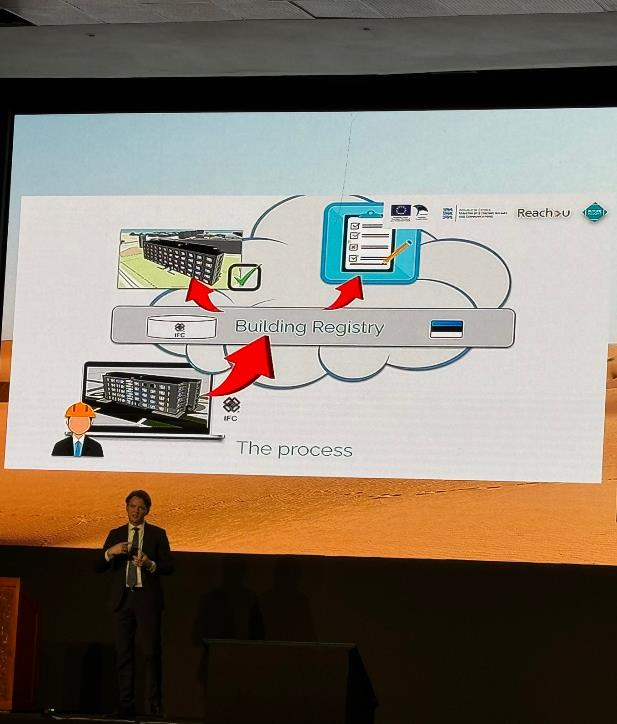 Reach>U
IFC
Building Registry
IFC
The process